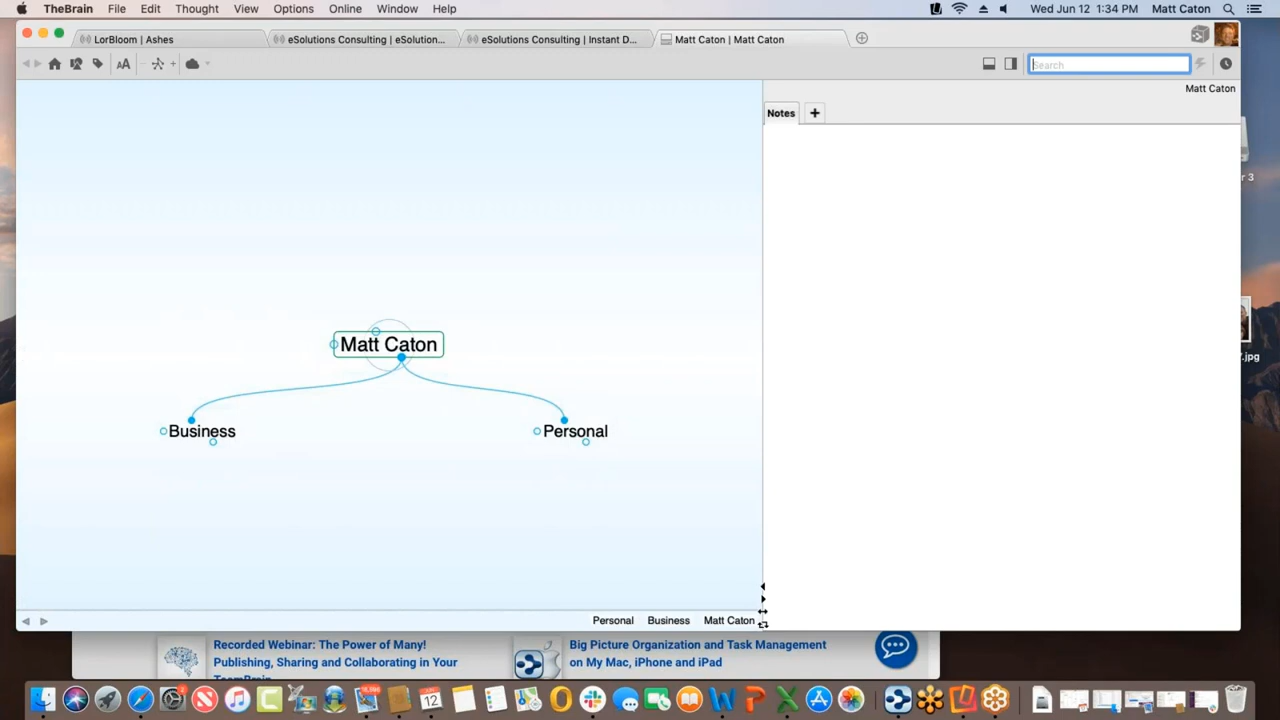 TheBrain File Edit Thought View Options Online Window Help Wed Jun 12 1:34 PM Matt Caton
LorBloom | Ashes eSolutions Consulting | eSolution... eSolutions Consulting | Instant D... Matt Caton | Matt Caton
AA Search
Matt Caton
Notes
Matt Caton
Business Personal
r 3
.jpg
Personal Business Matt Caton
Recorded Webinar: The Power of Many!
Publishing, Sharing and Collaborating in Your
Big Picture Organization and Task Management
on My Mac, iPhone and iPad